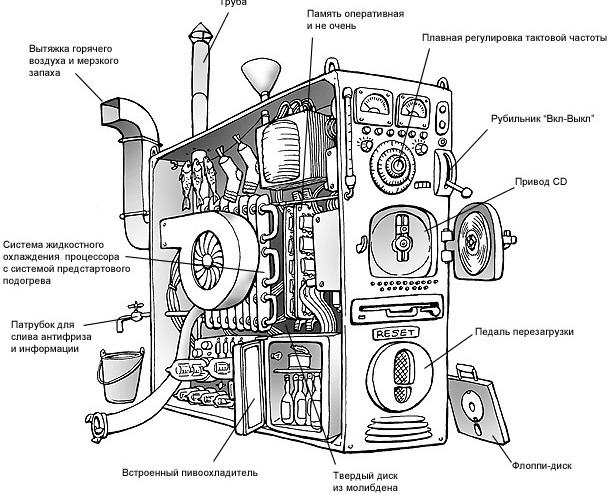 Труба
Память оперативная
и не очень
Плавная регулировка тактовой частоты
Вытяжка горячего
воздуха и мерзкого
запаха
Рубильник “Вкл-Выкл”
Привод CD
Система жидкостного
охлаждения процессора
с системой предстартового
подогрева
Патрубок для
слива антифриза
и информации
RESET
Педаль перезагрузки
Встроенный пивоохладитель
Твердый диск
из молибдена
Флоппи-диск